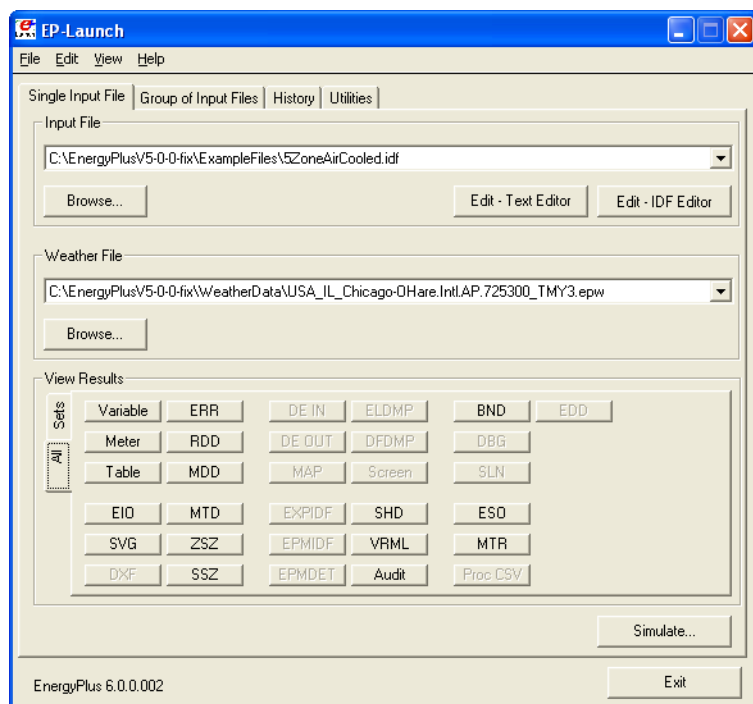 EP-Launch
File Edit View Help
Single Input File Group of Input Files History Utilities
Input File
C:\EnergyPlusV5-0-0-fix\ExampleFiles\5ZoneAirCooled.idf
Browse... Edit - Text Editor Edit - IDF Editor
Weather File
C:\EnergyPlusV5-0-0-fix\WeatherData\USA_IL_Chicago-OHare.Intl.AP.725300_TMY3.epw
Browse...
View Results
Sets
All
Variable ERR DE IN ELDMP BND EDD
Meter RDD DE OUT DFDMP DBG
Table MDD MAP Screen SLN
EIO MTD EXPIDF SHD ESO
SVG ZSZ EPMIDF VRML MTR
DXF SSZ EPMDET Audit Proc CSV
Simulate...
EnergyPlus 6.0.0.002 Exit